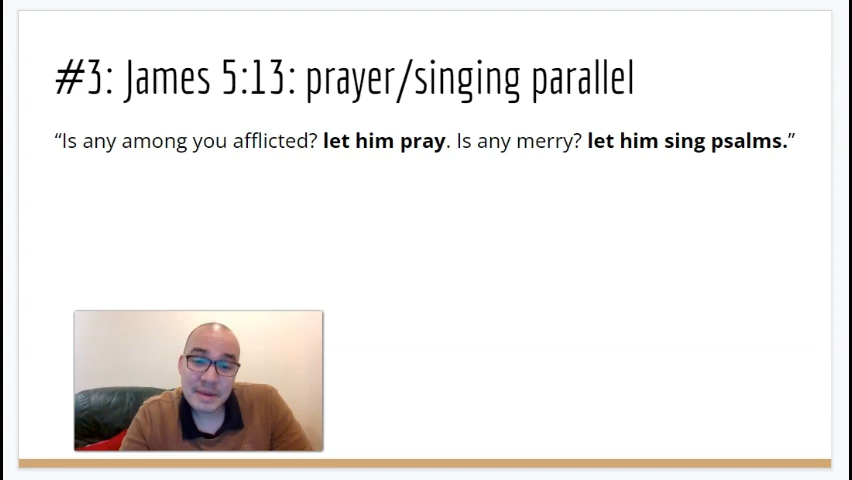 #3: James 5:13: prayer/singing parallel
“Is any among you afflicted? let him pray. Is any merry? let him sing psalms.”